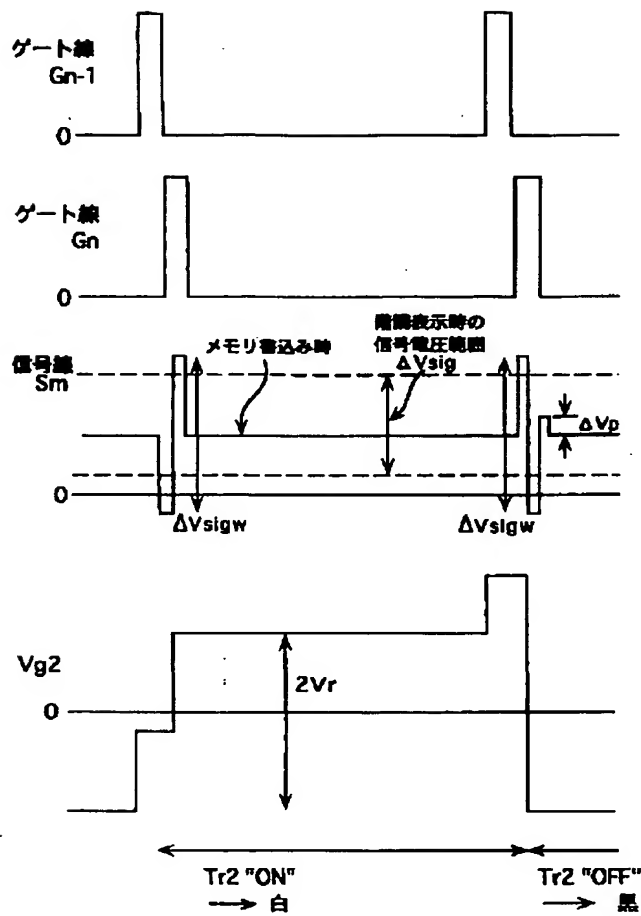 ゲート線
Gn-1
0
ゲート線
Gn
0
信号線
Sm
メモリ書込み時
階調表示時の
信号電圧範囲
ΔVsig
ΔVp
0
ΔVsigw
ΔVsigw
Vg2
0
2Vr
Tr2 "ON"
→ 白
Tr2 "OFF"
→ 黒